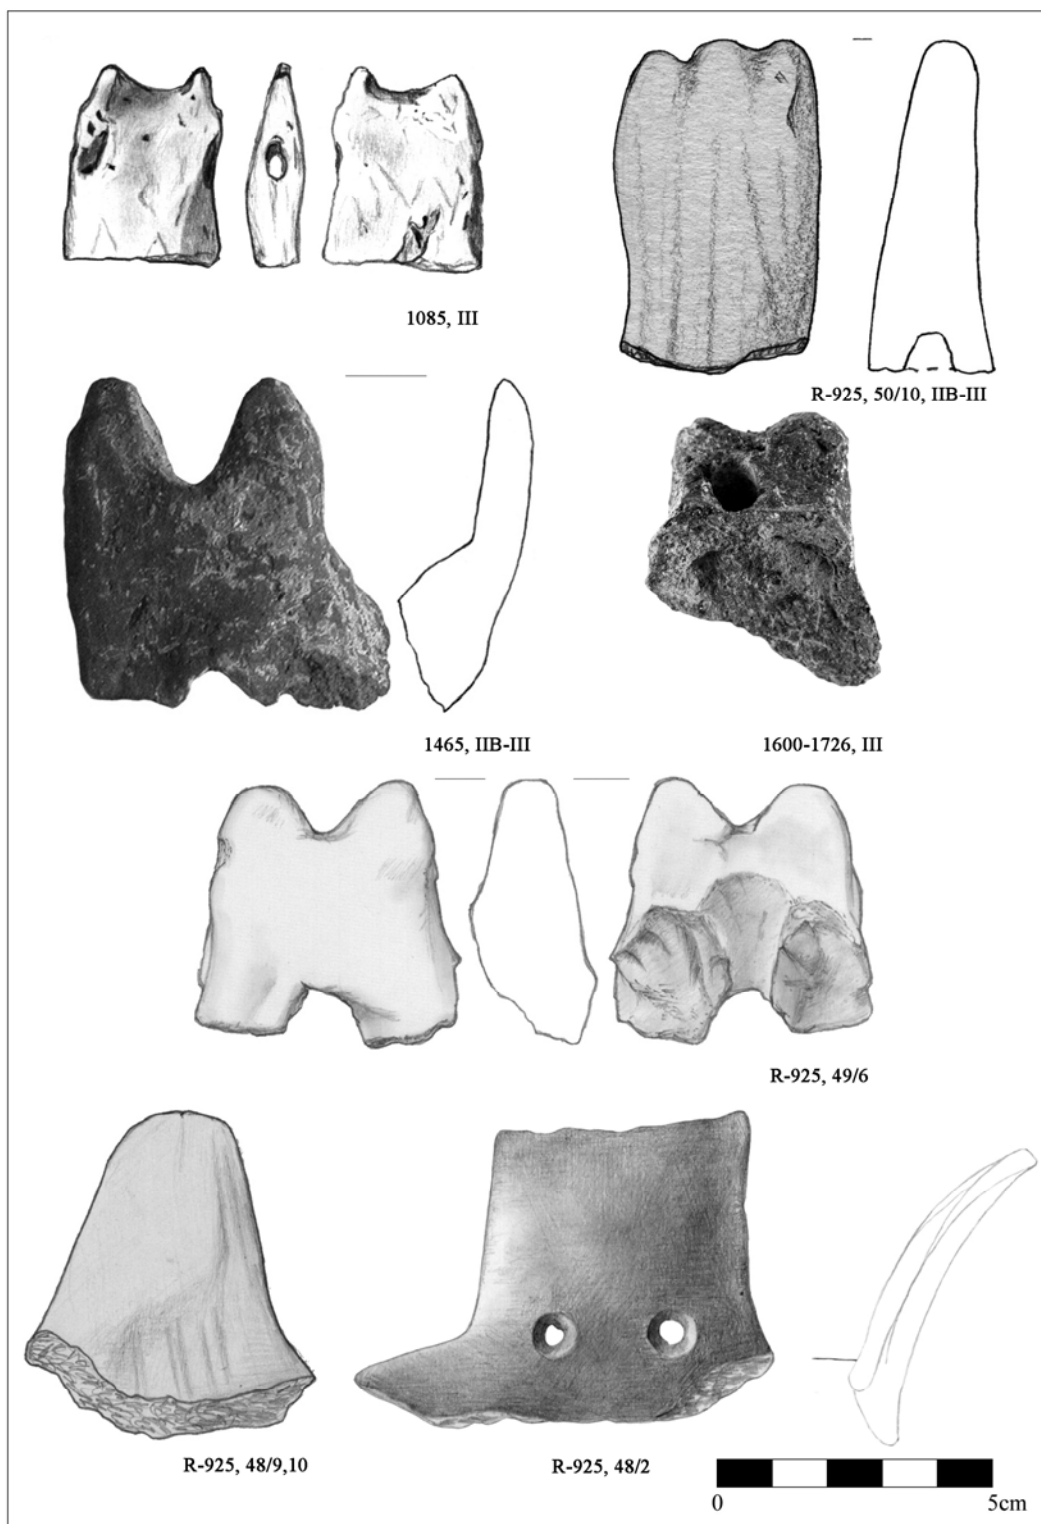 1085, III
R-925, 50/10, IIB-III
1465, IIB-III
1600-1726, III
R-925, 49/6
R-925, 48/9,10
R-925, 48/2
0 5cm